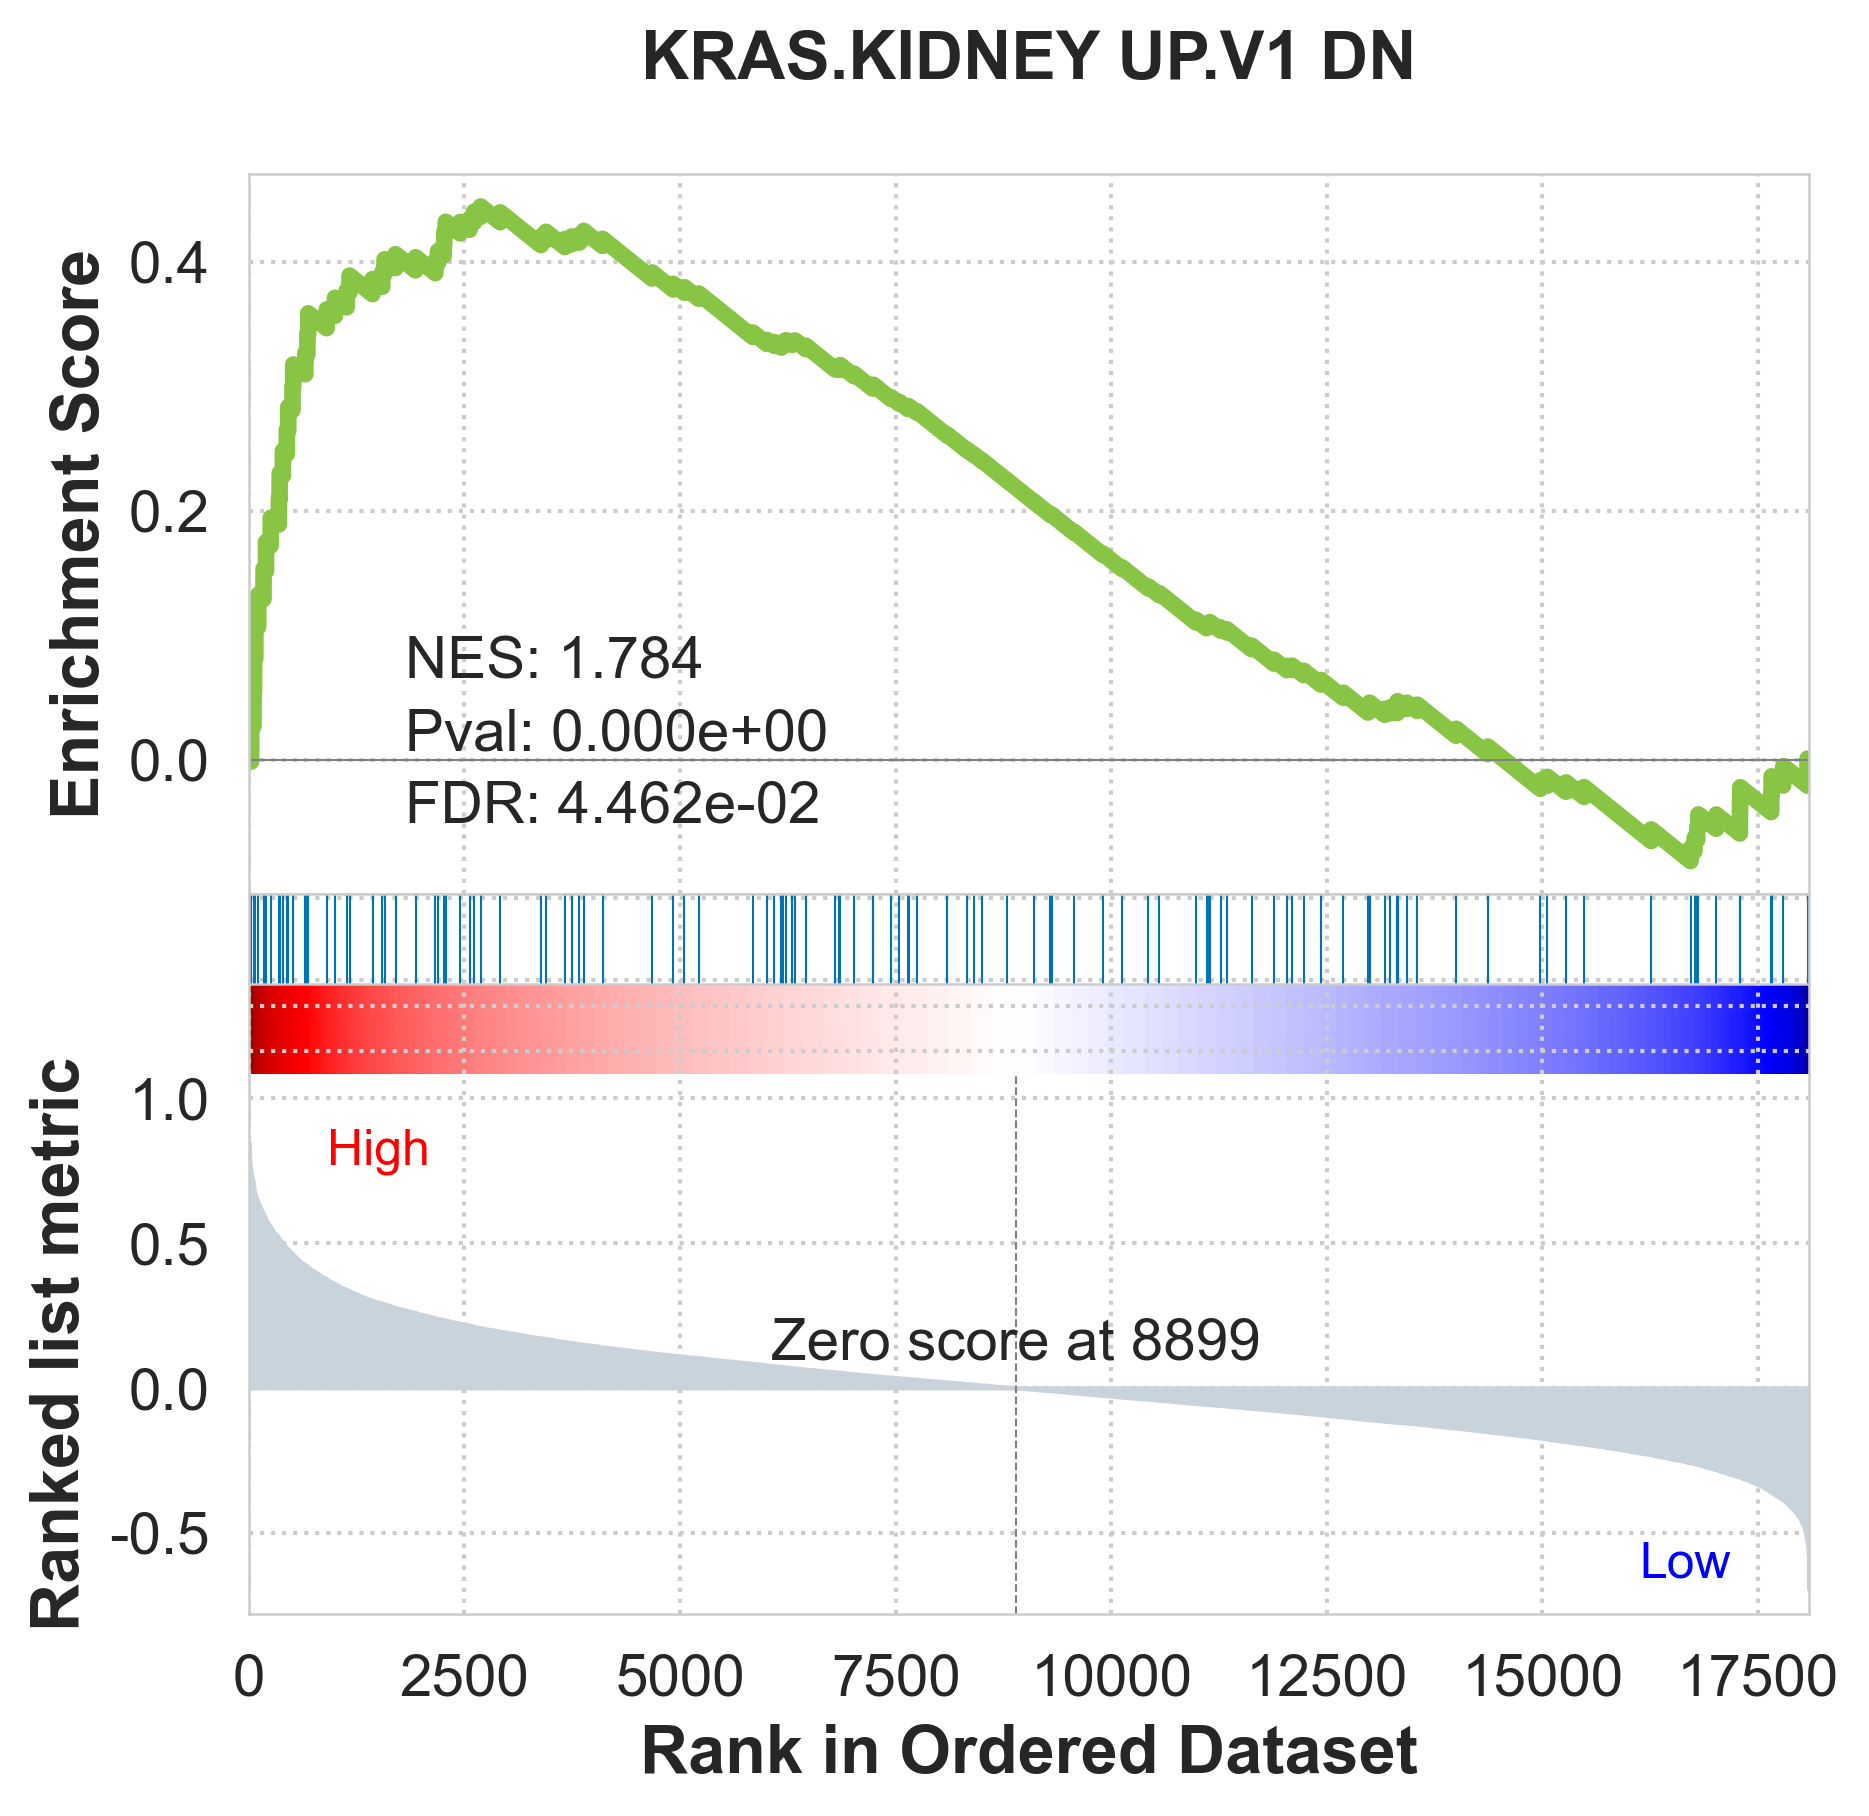 KRAS.KIDNEY UP.V1 DN
Enrichment Score
0.4
0.2
0.0
NES: 1.784
Pval: 0.000e+00
FDR: 4.462e-02
Ranked list metric
1.0
0.5
0.0
-0.5
High
Zero score at 8899
Low
0 2500 5000 7500 10000 12500 15000 17500
Rank in Ordered Dataset